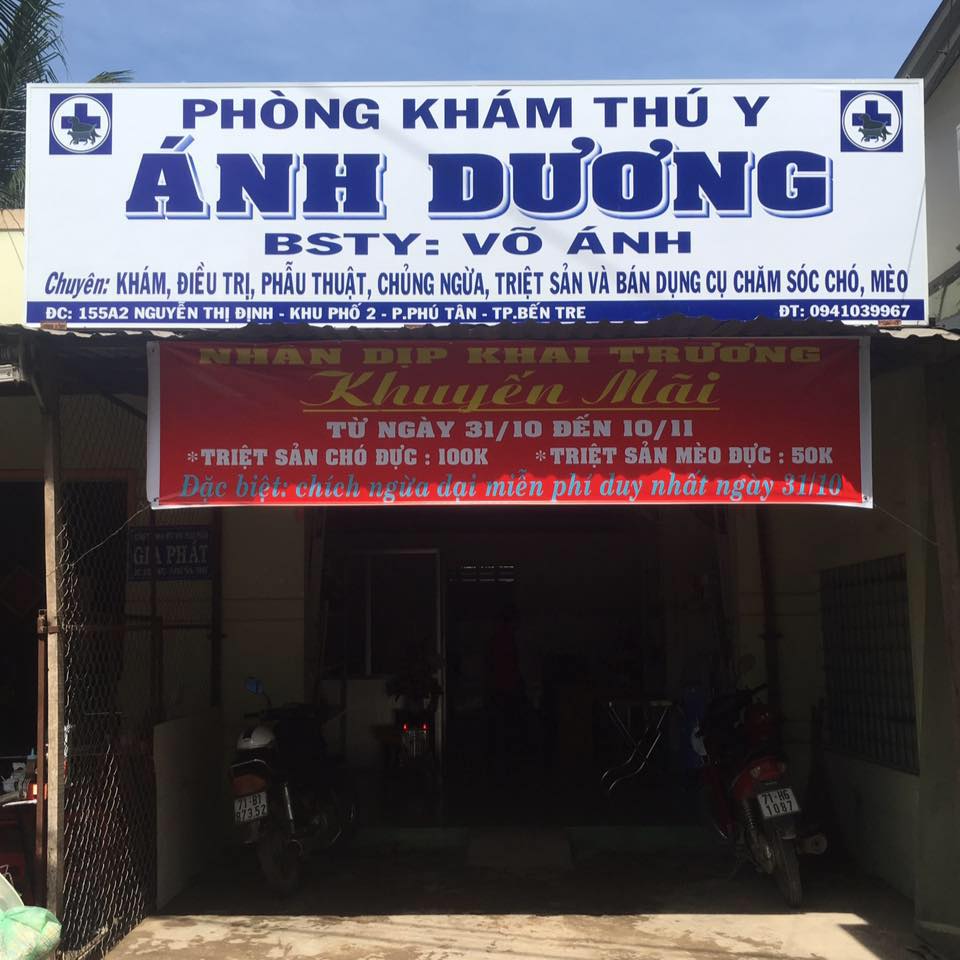 PHÒNG KHÁM THÚ Y
ÁNH DƯƠNG
BSTY: VÕ ÁNH
Chuyên: KHÁM, ĐIỀU TRỊ, PHẪU THUẬT, CHỦNG NGỪA, TRIỆT SẢN VÀ BÁN DỤNG CỤ CHĂM SÓC CHÓ, MÈO
ĐC: 155A2 NGUYỄN THỊ ĐỊNH - KHU PHỐ 2 - P.PHÚ TÂN - TP.BẾN TRE ĐT: 0941039967
NHÂN DỊP KHAI TRƯƠNG
Khuyến Mãi
TỪ NGÀY 31/10 ĐẾN 10/11
*TRIỆT SẢN CHÓ ĐỰC : 100K *TRIỆT SẢN MÈO ĐỰC : 50K
Đặc biệt: chích ngừa dại miễn phí duy nhất ngày 31/10
GIA PHÁT
71-B1
873.52
71-H6
1087